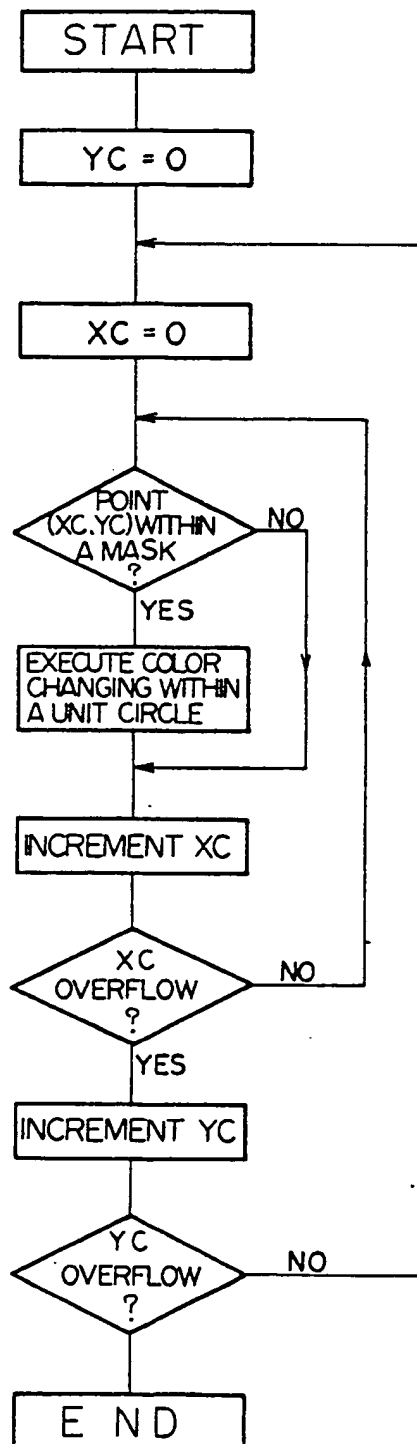 START
YC = 0
XC = 0
POINT
(XC.YC) WITHIN
A MASK
?
NO
YES
EXECUTE COLOR
CHANGING WITHIN
A UNIT CIRCLE
INCREMENT XC
XC
OVERFLOW
?
NO
YES
INCREMENT YC
YC
OVERFLOW
?
NO
END